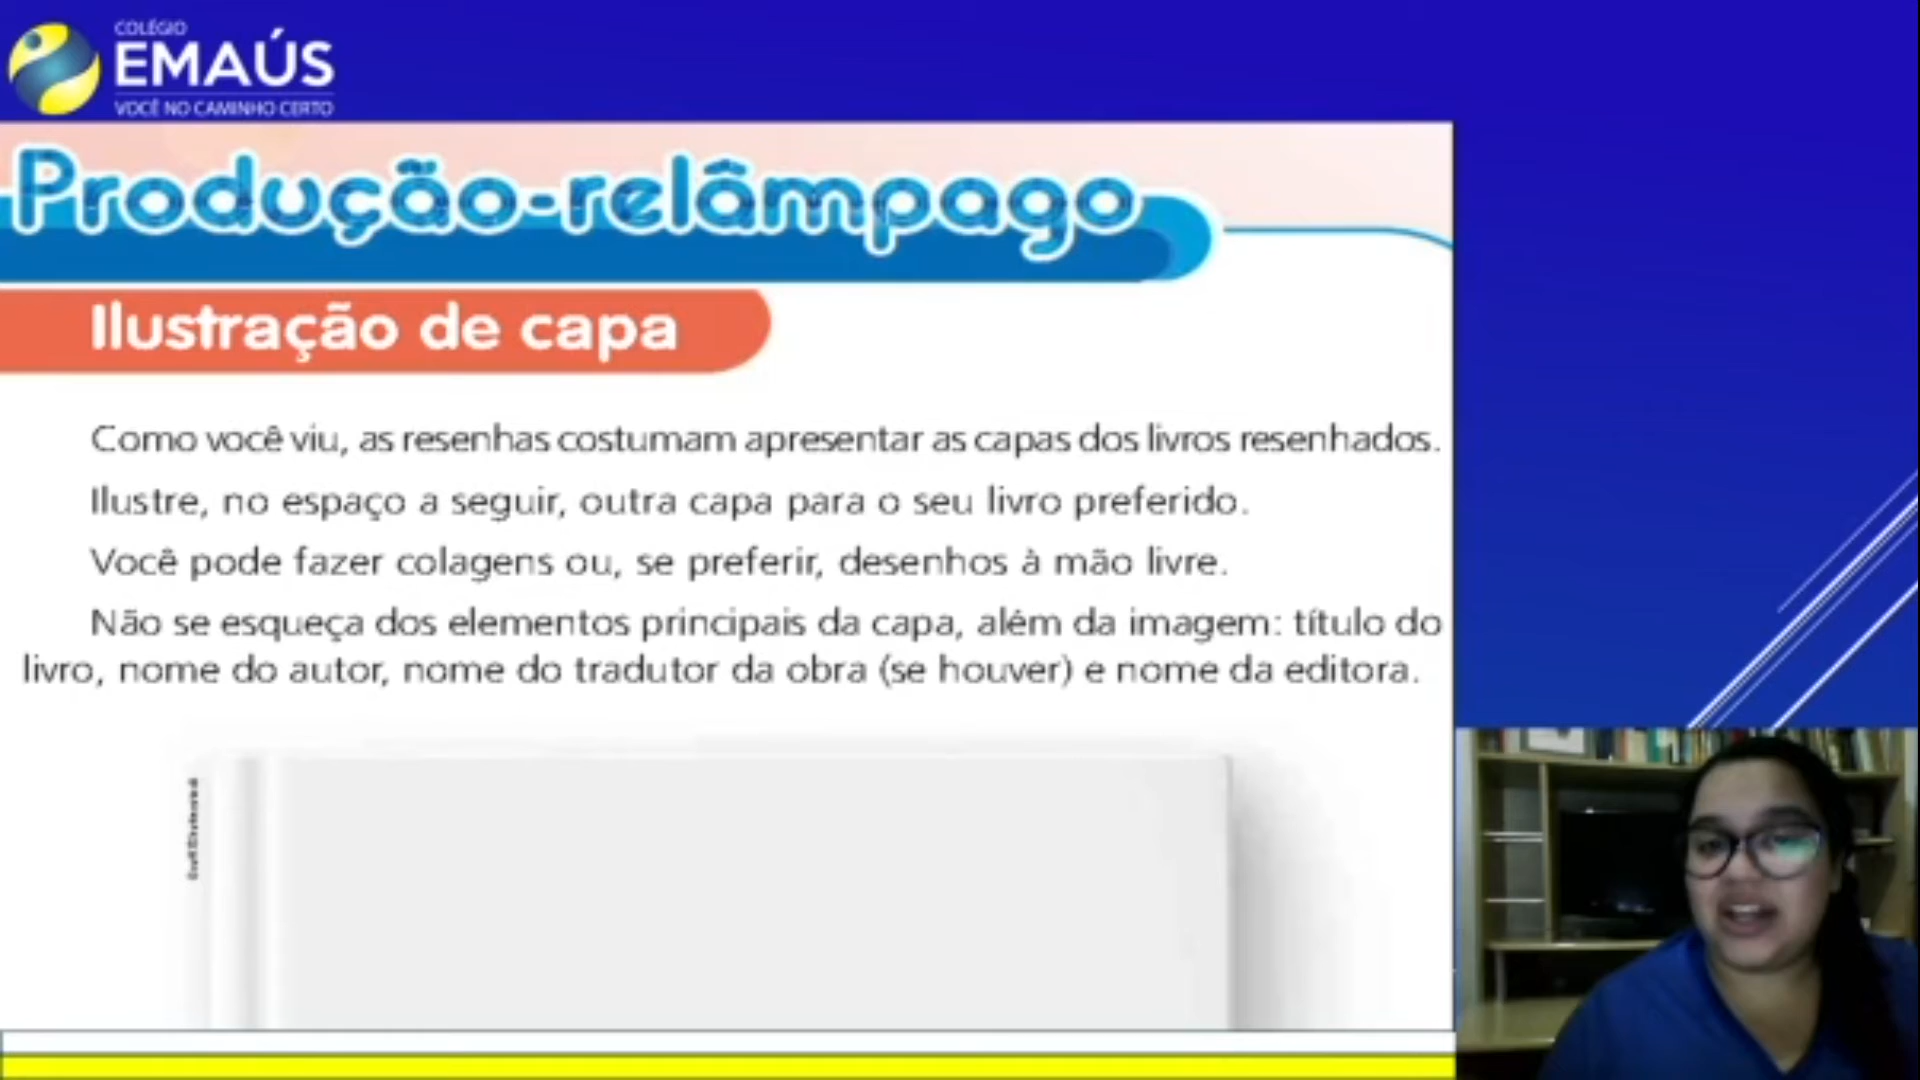 COLÉGIO
EMAÚS
VOCÊ NO CAMINHO CERTO
Produção-relâmpago
Ilustração de capa
Como você viu, as resenhas costumam apresentar as capas dos livros resenhados.
Ilustre, no espaço a seguir, outra capa para o seu livro preferido.
Você pode fazer colagens ou, se preferir, desenhos à mão livre.
Não se esqueça dos elementos principais da capa, além da imagem: título do
livro, nome do autor, nome do tradutor da obra (se houver) e nome da editora.